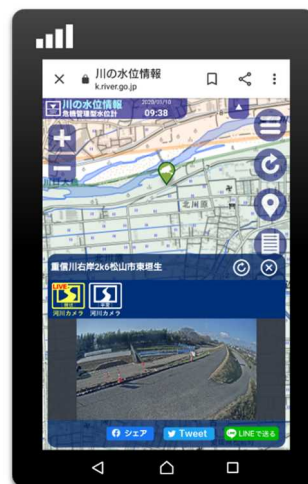 川の水位情報
k.river.go.jp
川の水位情報
危機管理型水位計
09:38
北川原
重信川右岸2k6松山市東垣生
LIVE
河川カメラ
平常
河川カメラ
シェア
Tweet
LINEで送る